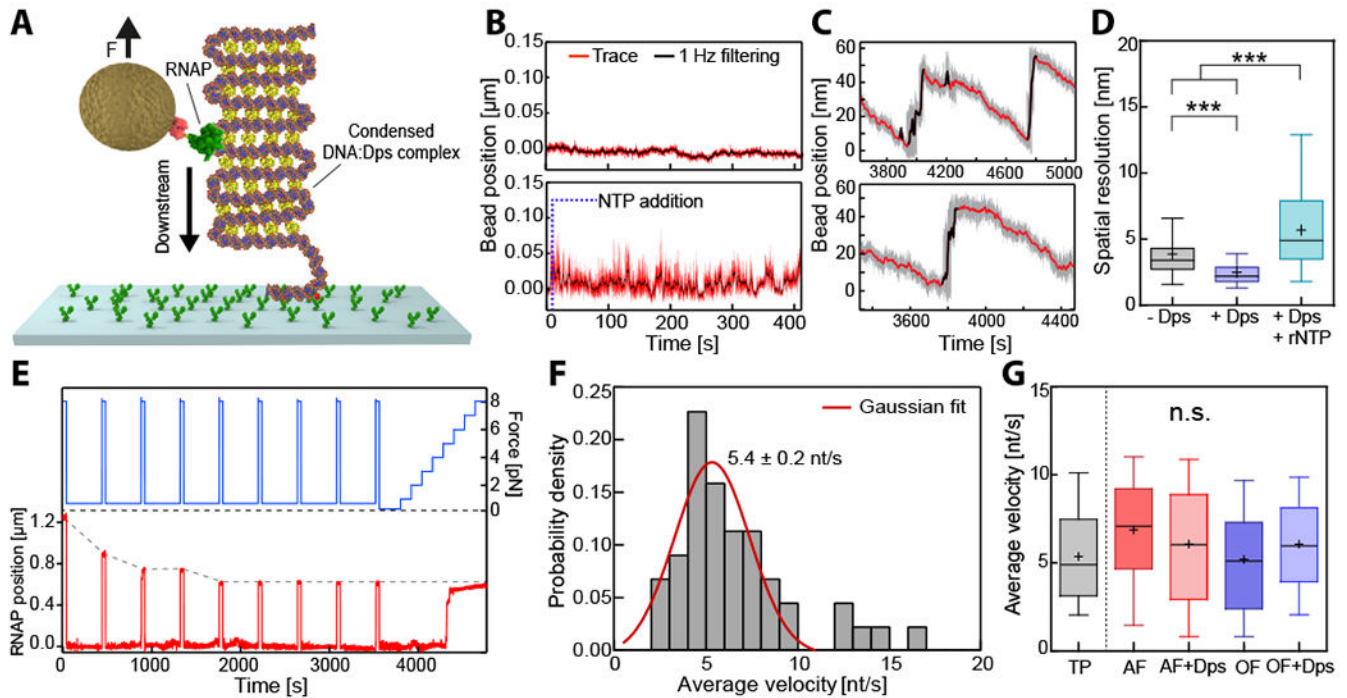 A
F
RNAP
Condensed
DNA:Dps complex
Downstream
B
0.15
Trace
1 Hz filtering
0.10
0.05
0.00
0.15
NTP addition
0.10
0.05
0.00
Bead position [µm]
0 100 200 300 400
Time [s]
C
60
40
20
0
3800 4200 4600 5000
60
40
20
0
Bead position [nm]
3600 4000 4400
Time [s]
D
20
15
10
5
0
Spatial resolution [nm]
***
***
- Dps + Dps + Dps
+ rNTP
E
8
6
4
2
0
Force [pN]
1.2
0.8
0.4
0.0
RNAP position [µm]
0 1000 2000 3000 4000
Time [s]
F
0.25
0.20
0.15
0.10
0.05
0.00
Probability density
Gaussian fit
5.4 ± 0.2 nt/s
0 5 10 15 20
Average velocity [nt/s]
G
15
10
5
0
Average velocity [nt/s]
n.s.
TP AF AF+Dps OF OF+Dps